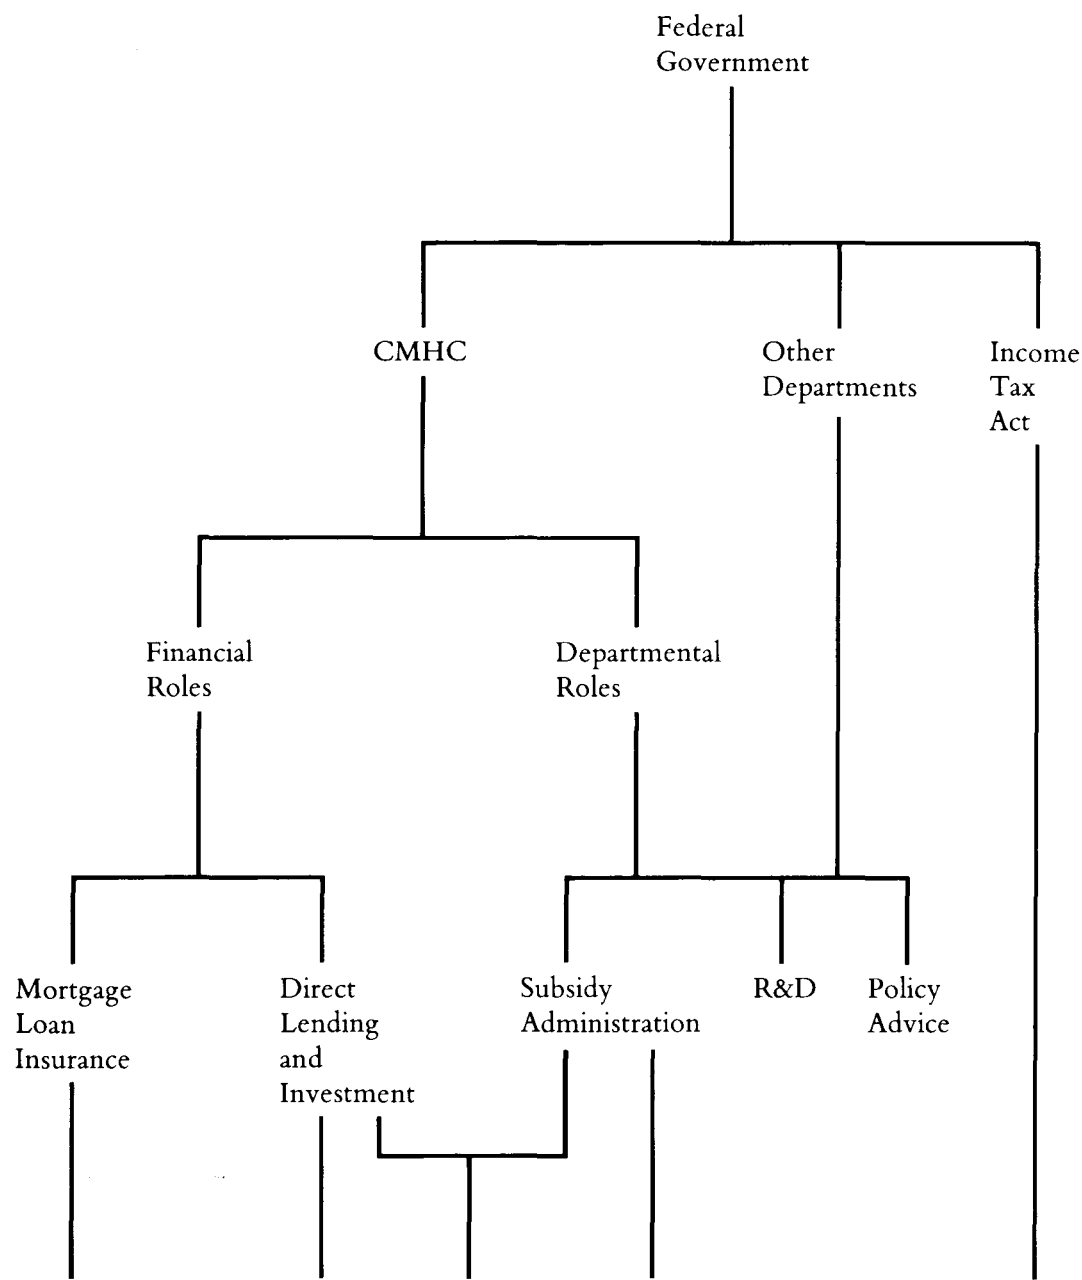 Federal
Government
CMHC
Other
Departments
Income
Tax
Act
Financial
Roles
Departmental
Roles
Mortgage
Loan
Insurance
Direct
Lending
and
Investment
Subsidy
Administration
R&D
Policy
Advice